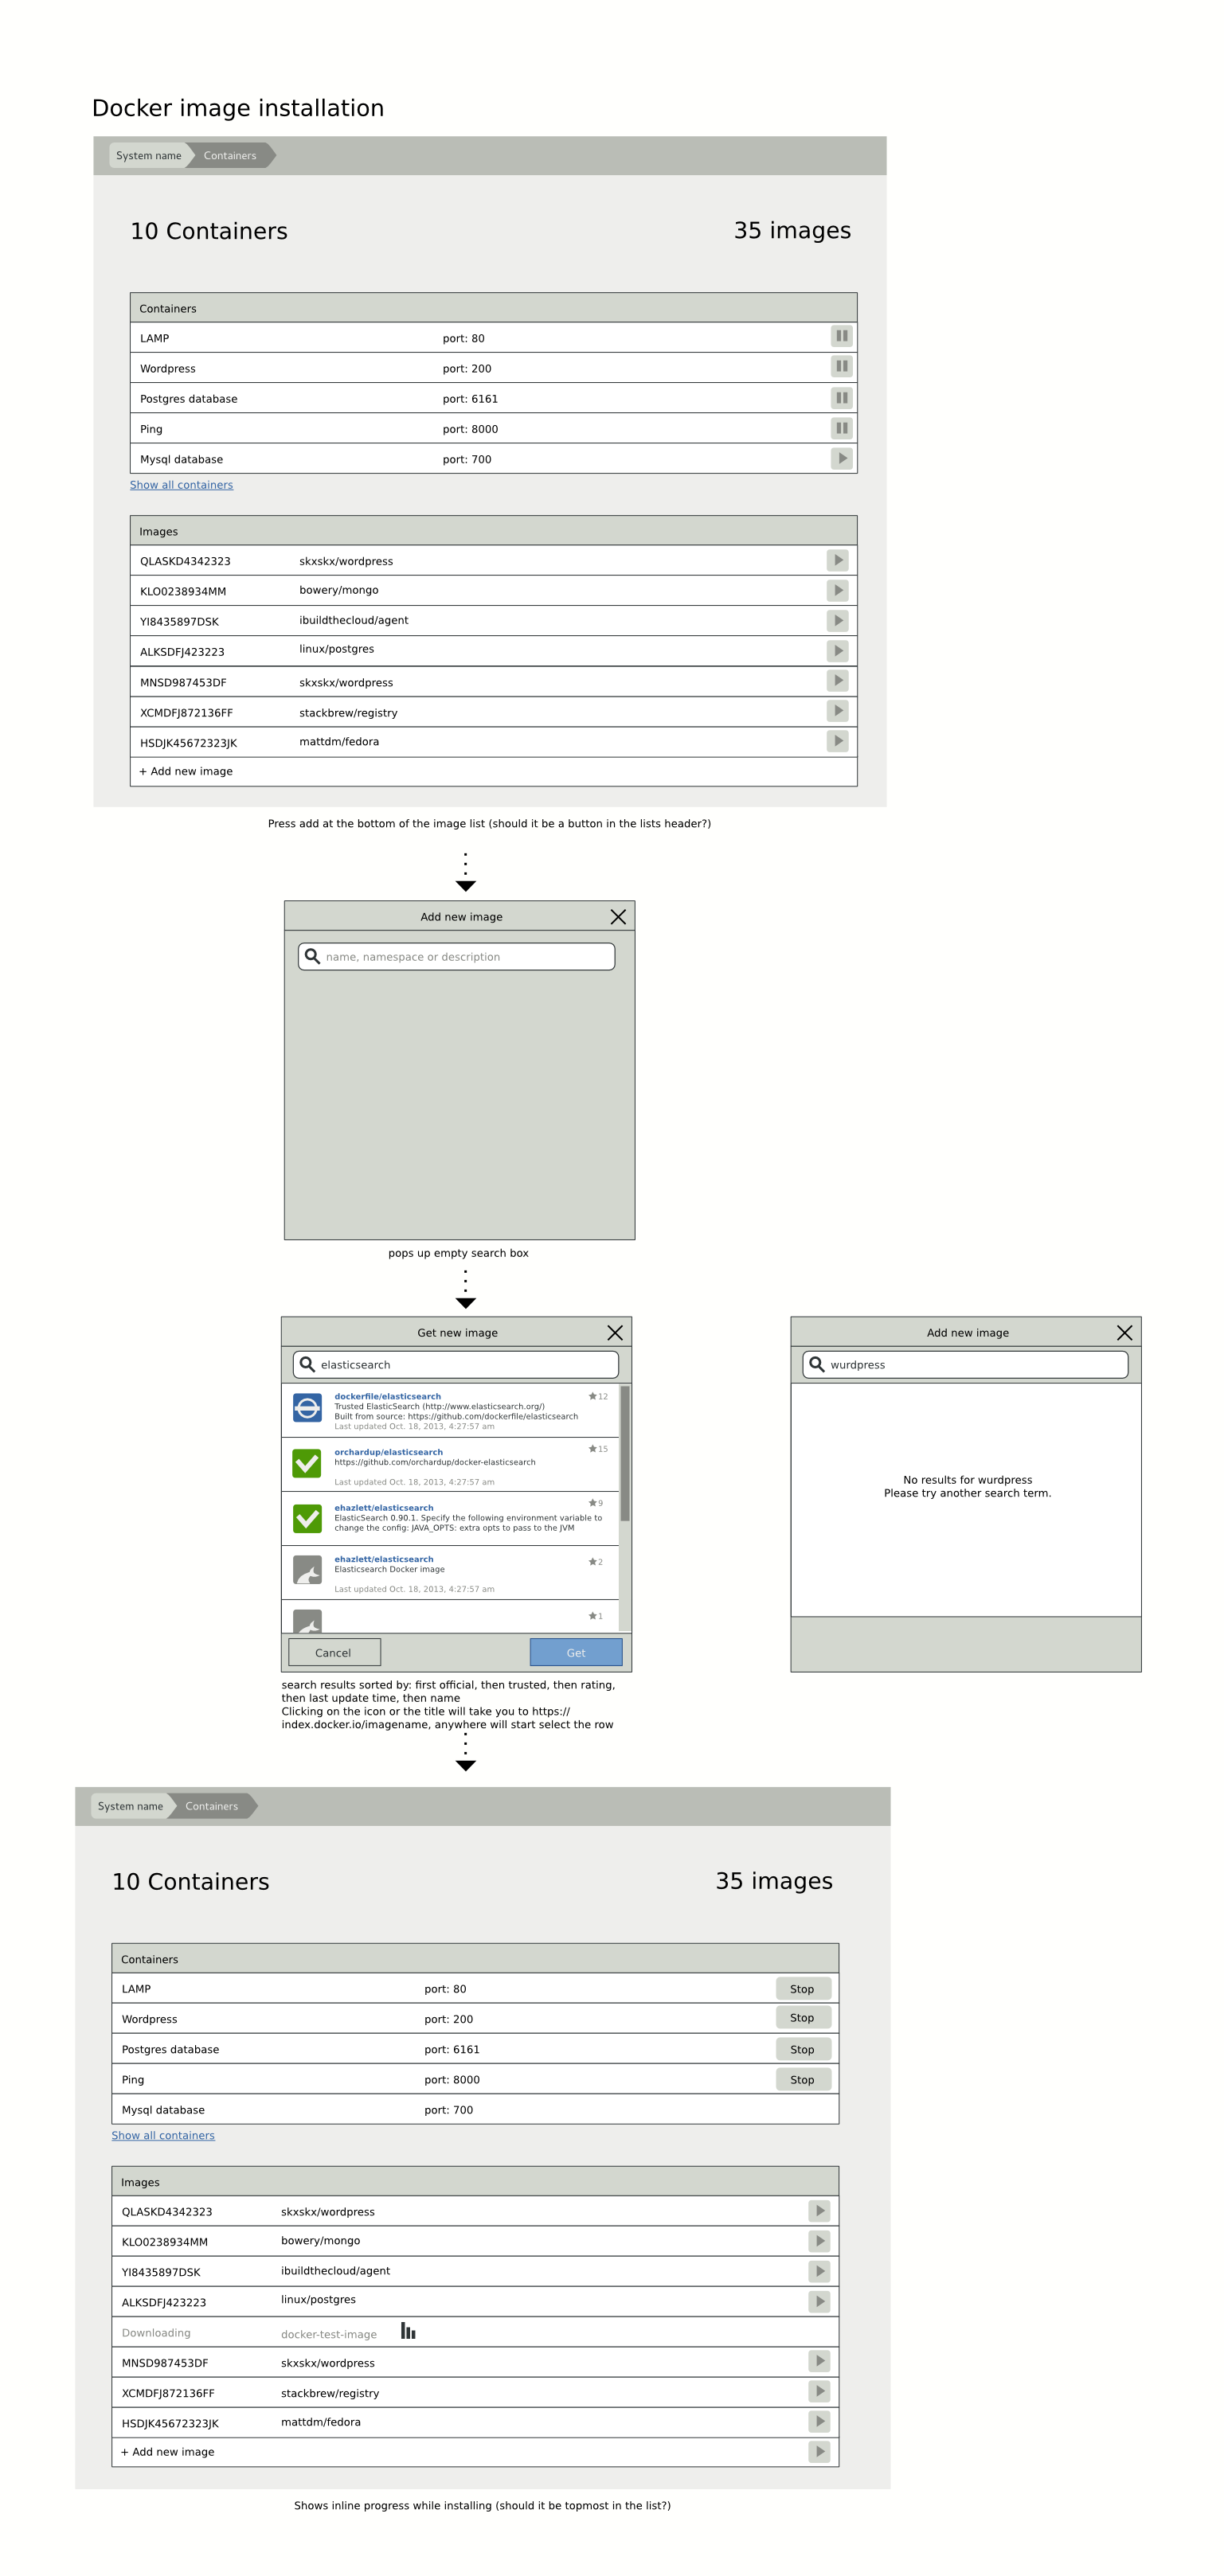 Docker image installation
System name
Containers
10 Containers
35 images
Containers
LAMP port: 80
Wordpress port: 200
Postgres database port: 6161
Ping port: 8000
Mysql database port: 700
Show all containers
Images
QLASKD4342323 skxskx/wordpress
KLO0238934MM bowery/mongo
YI8435897DSK ibuildthecloud/agent
ALKSDFJ423223 linux/postgres
MNSD987453DF skxskx/wordpress
XCMDFJ872136FF stackbrew/registry
HSDJK45672323JK mattdm/fedora
+ Add new image
Press add at the bottom of the image list (should it be a button in the lists header?)
Add new image
name, namespace or description
pops up empty search box
Get new image
elasticsearch
dockerfile/elasticsearch 12
Trusted ElasticSearch (http://www.elasticsearch.org/)
Built from source: https://github.com/dockerfile/elasticsearch
Last updated Oct. 18, 2013, 4:27:57 am
orchardup/elasticsearch 15
https://github.com/orchardup/docker-elasticsearch
Last updated Oct. 18, 2013, 4:27:57 am
ehazlett/elasticsearch 9
ElasticSearch 0.90.1. Specify the following environment variable to
change the config: JAVA_OPTS: extra opts to pass to the JVM
ehazlett/elasticsearch 2
Elasticsearch Docker image
Last updated Oct. 18, 2013, 4:27:57 am
1
Cancel
Get
Add new image
wurdpress
No results for wurdpress
Please try another search term.
search results sorted by: first official, then trusted, then rating,
then last update time, then name
Clicking on the icon or the title will take you to https://
index.docker.io/imagename, anywhere will start select the row
System name
Containers
10 Containers
35 images
Containers
LAMP port: 80 Stop
Wordpress port: 200 Stop
Postgres database port: 6161 Stop
Ping port: 8000 Stop
Mysql database port: 700
Show all containers
Images
QLASKD4342323 skxskx/wordpress
KLO0238934MM bowery/mongo
YI8435897DSK ibuildthecloud/agent
ALKSDFJ423223 linux/postgres
Downloading docker-test-image
MNSD987453DF skxskx/wordpress
XCMDFJ872136FF stackbrew/registry
HSDJK45672323JK mattdm/fedora
+ Add new image
Shows inline progress while installing (should it be topmost in the list?)